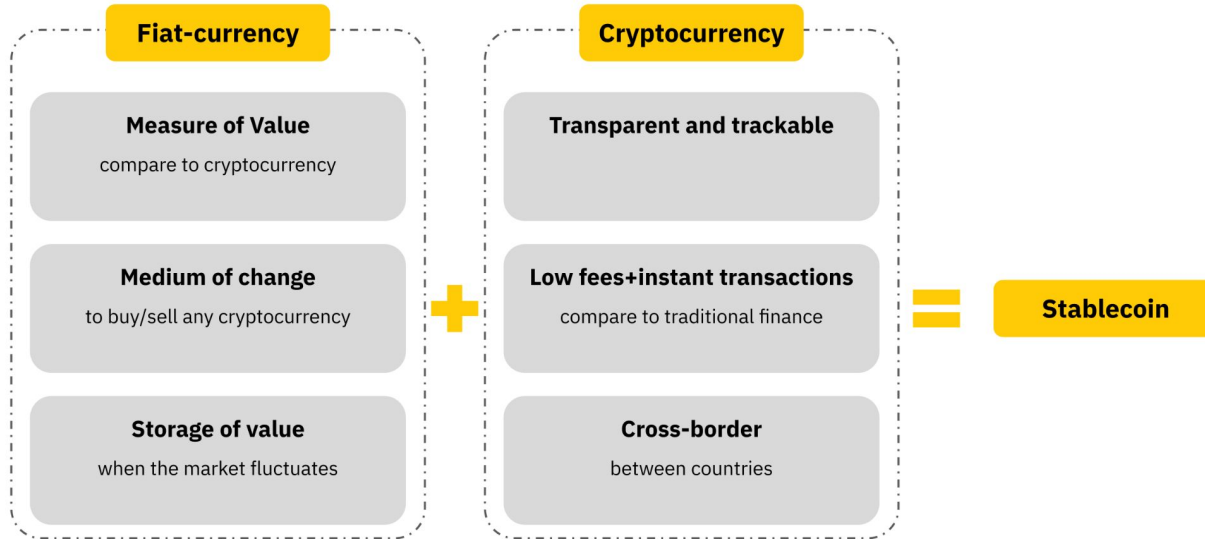 Fiat-currency
Measure of Value
compare to cryptocurrency
Medium of change
to buy/sell any cryptocurrency
Storage of value
when the market fluctuates
+
Cryptocurrency
Transparent and trackable
Low fees+instant transactions
compare to traditional finance
Cross-border
between countries
=
Stablecoin